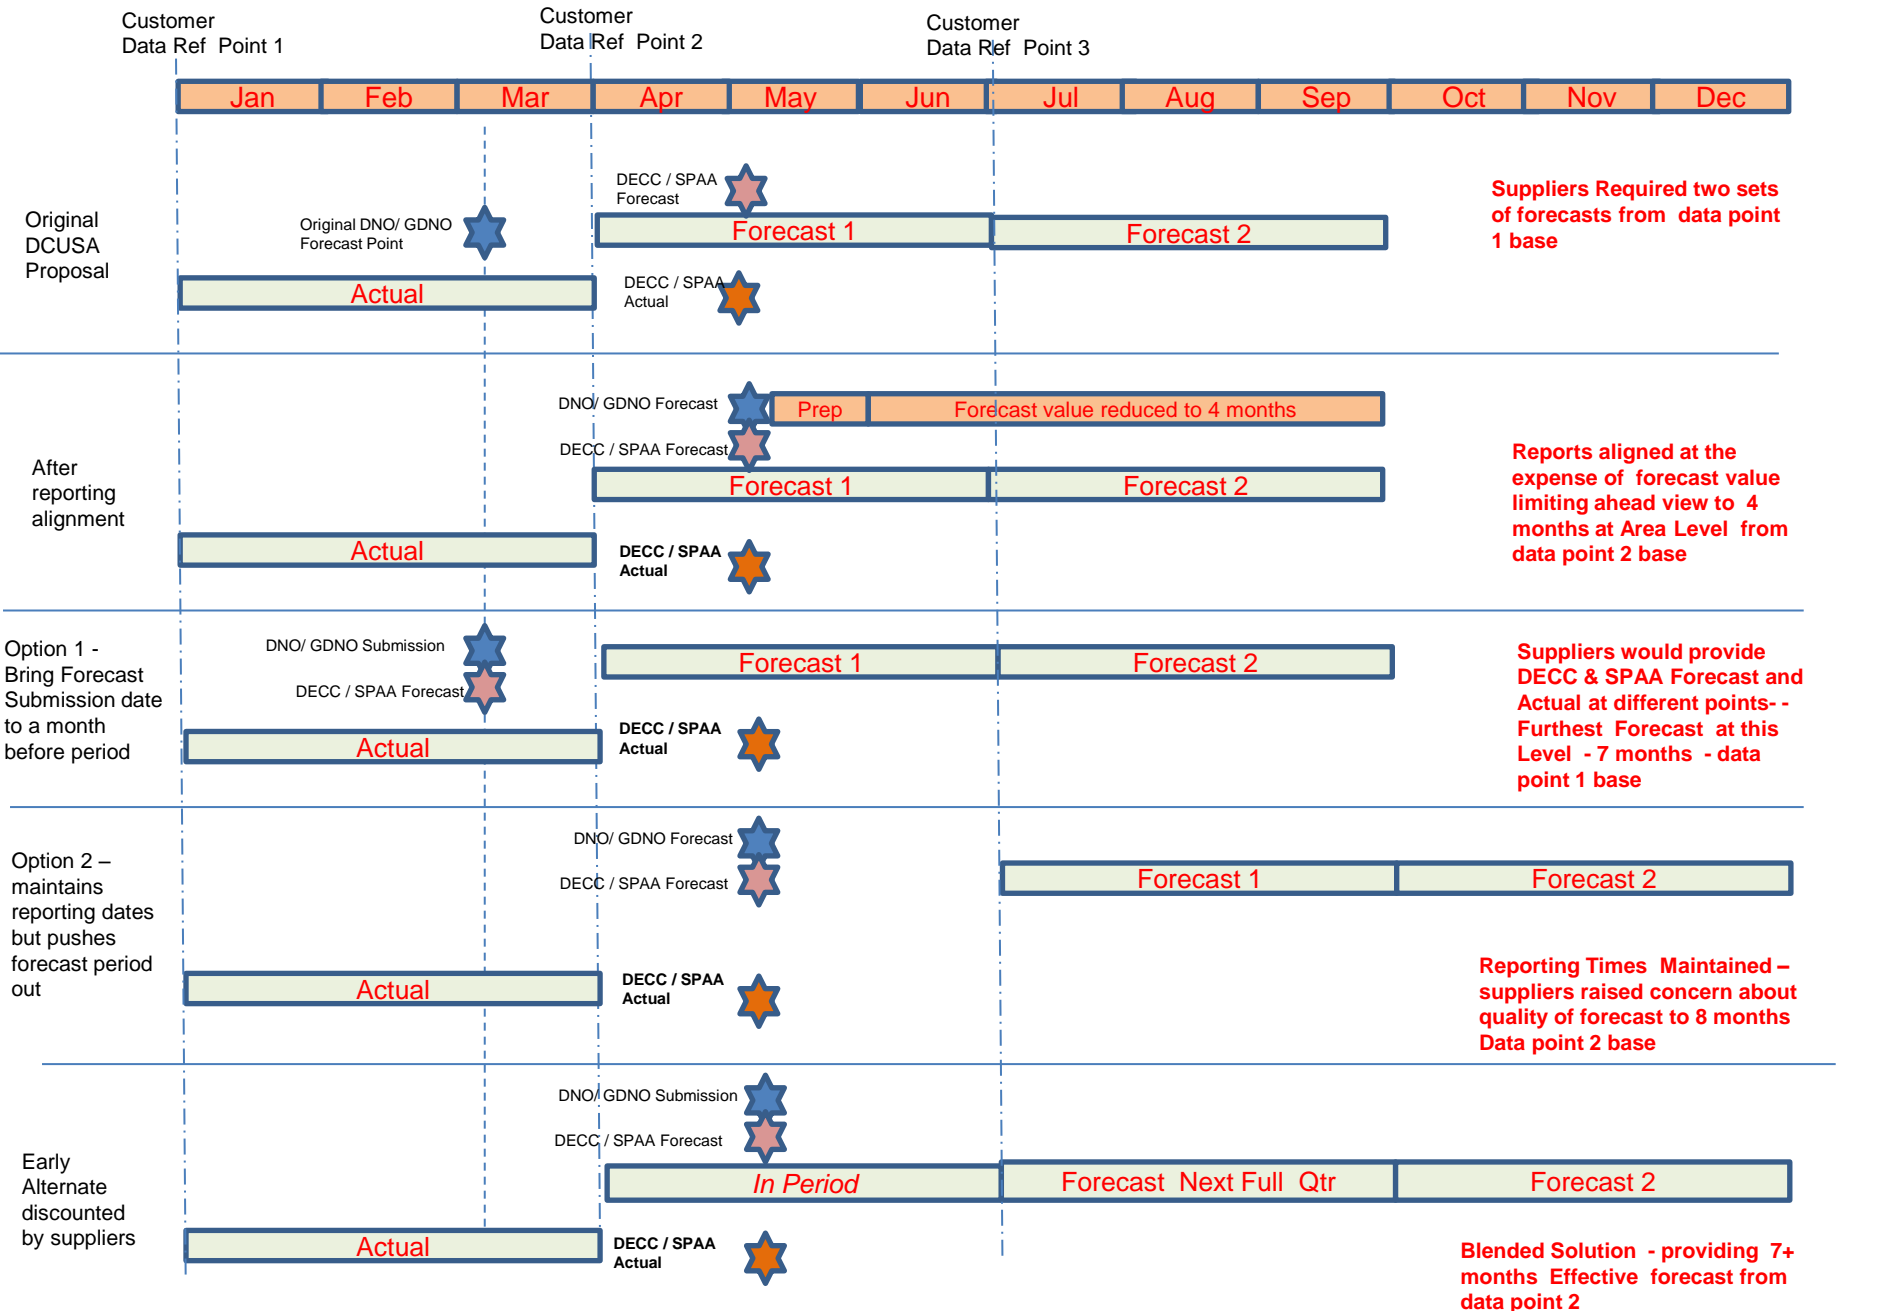 Customer
Data Ref  Point 1
Customer
Data Ref  Point 2
Customer
Data Ref  Point 3
Jan
Feb
Mar
Apr
May
Jun
Jul
Aug
Sep
Oct
Nov
Dec
Original
DCUSA
Proposal
Original DNO/ GDNO
Forecast Point
DECC / SPAA
Forecast
Forecast 1
Forecast 2
Actual
DECC / SPAA
Actual
Suppliers Required two sets
of forecasts from  data point
1 base
After
reporting
alignment
DNO/ GDNO Forecast
Prep
Forecast value reduced to 4 months
DECC / SPAA Forecast
Forecast 1
Forecast 2
Actual
DECC / SPAA
Actual
Reports aligned at the
expense of  forecast value
limiting ahead view to  4
months at Area Level  from
data point 2 base
Option 1 -
Bring Forecast
Submission date
to a month
before period
DNO/ GDNO Submission
DECC / SPAA Forecast
Forecast 1
Forecast 2
Actual
DECC / SPAA
Actual
Suppliers would provide
DECC & SPAA Forecast and
Actual at different points- -
Furthest  Forecast  at this
Level  - 7 months  - data
point 1 base
Option 2 –
maintains
reporting dates
but pushes
forecast period
out
DNO/ GDNO Forecast
DECC / SPAA Forecast
Forecast 1
Forecast 2
Actual
DECC / SPAA
Actual
Reporting Times  Maintained –
suppliers raised concern about
quality of forecast to 8 months
Data point 2 base
Early
Alternate
discounted
by suppliers
DNO/ GDNO Submission
DECC / SPAA Forecast
In Period
Forecast  Next Full  Qtr
Forecast 2
Actual
DECC / SPAA
Actual
Blended Solution  - providing  7+
months  Effective  forecast from
data point 2